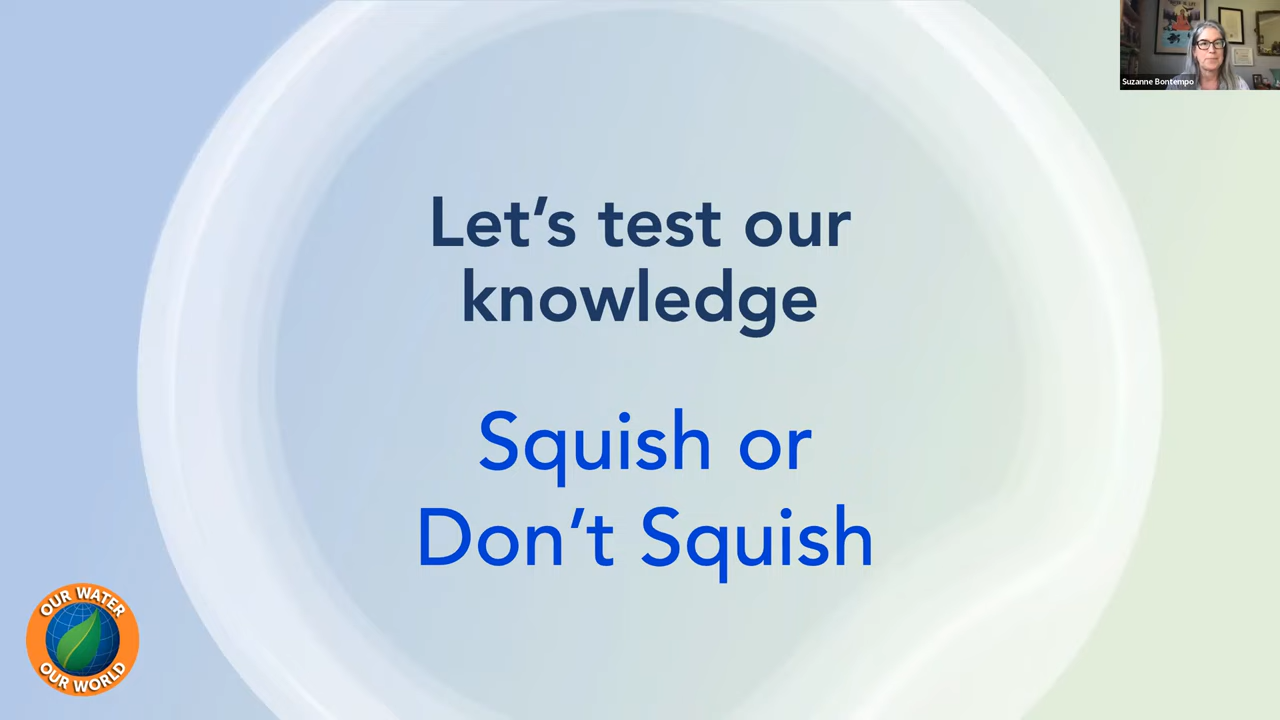 Suzanne Bontempo
Let's test our
knowledge
Squish or
Don't Squish
OUR WATER
OUR WORLD